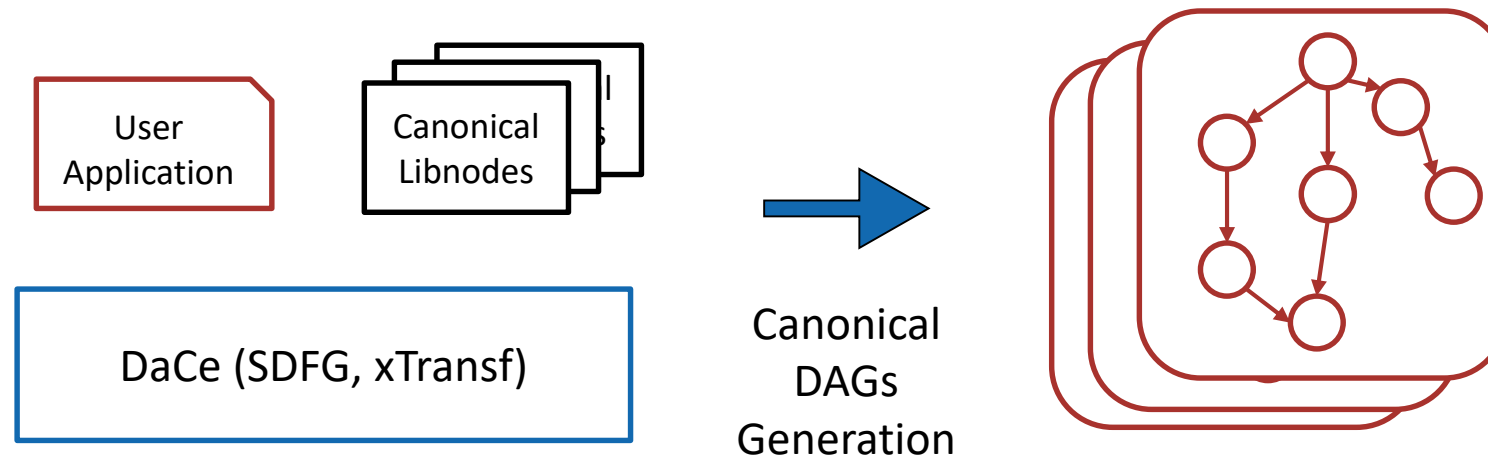 User
Application
Canonical
Libnodes
DaCe (SDFG, xTransf)
Canonical
DAGs
Generation